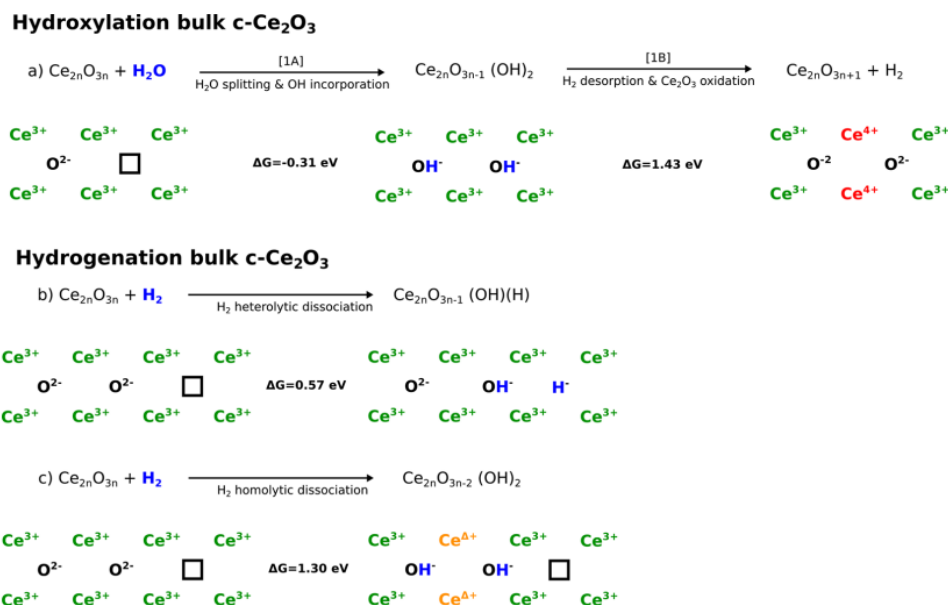 Hydroxylation bulk c-Ce₂O₃
[1A] [1B]
a) Ce₂ₙO₃ₙ + H₂O Ce₂ₙO₃ₙ₋₁ (OH)₂ Ce₂ₙO₃ₙ₊₁ + H₂
H₂O splitting & OH incorporation H₂ desorption & Ce₂O₃ oxidation
Ce³⁺ Ce³⁺ Ce³⁺ Ce³⁺ Ce³⁺ Ce³⁺ Ce³⁺ Ce⁴⁺ Ce³⁺
O²⁻ ΔG=-0.31 eV OH⁻ OH⁻ ΔG=1.43 eV O⁻² O²⁻
Ce³⁺ Ce³⁺ Ce³⁺ Ce³⁺ Ce³⁺ Ce³⁺ Ce³⁺ Ce⁴⁺ Ce³⁺
Hydrogenation bulk c-Ce₂O₃
b) Ce₂ₙO₃ₙ + H₂ Ce₂ₙO₃ₙ₋₁ (OH)(H)
H₂ heterolytic dissociation
Ce³⁺ Ce³⁺ Ce³⁺ Ce³⁺ Ce³⁺ Ce³⁺ Ce³⁺ Ce³⁺
O²⁻ O²⁻ ΔG=0.57 eV O²⁻ OH⁻ H⁻
Ce³⁺ Ce³⁺ Ce³⁺ Ce³⁺ Ce³⁺ Ce³⁺ Ce³⁺ Ce³⁺
c) Ce₂ₙO₃ₙ + H₂ Ce₂ₙO₃ₙ₋₂ (OH)₂
H₂ homolytic dissociation
Ce³⁺ Ce³⁺ Ce³⁺ Ce³⁺ Ce³⁺ Ce^Δ⁺ Ce³⁺ Ce³⁺
O²⁻ O²⁻ ΔG=1.30 eV OH⁻ OH⁻
Ce³⁺ Ce³⁺ Ce³⁺ Ce³⁺ Ce³⁺ Ce^Δ⁺ Ce³⁺ Ce³⁺